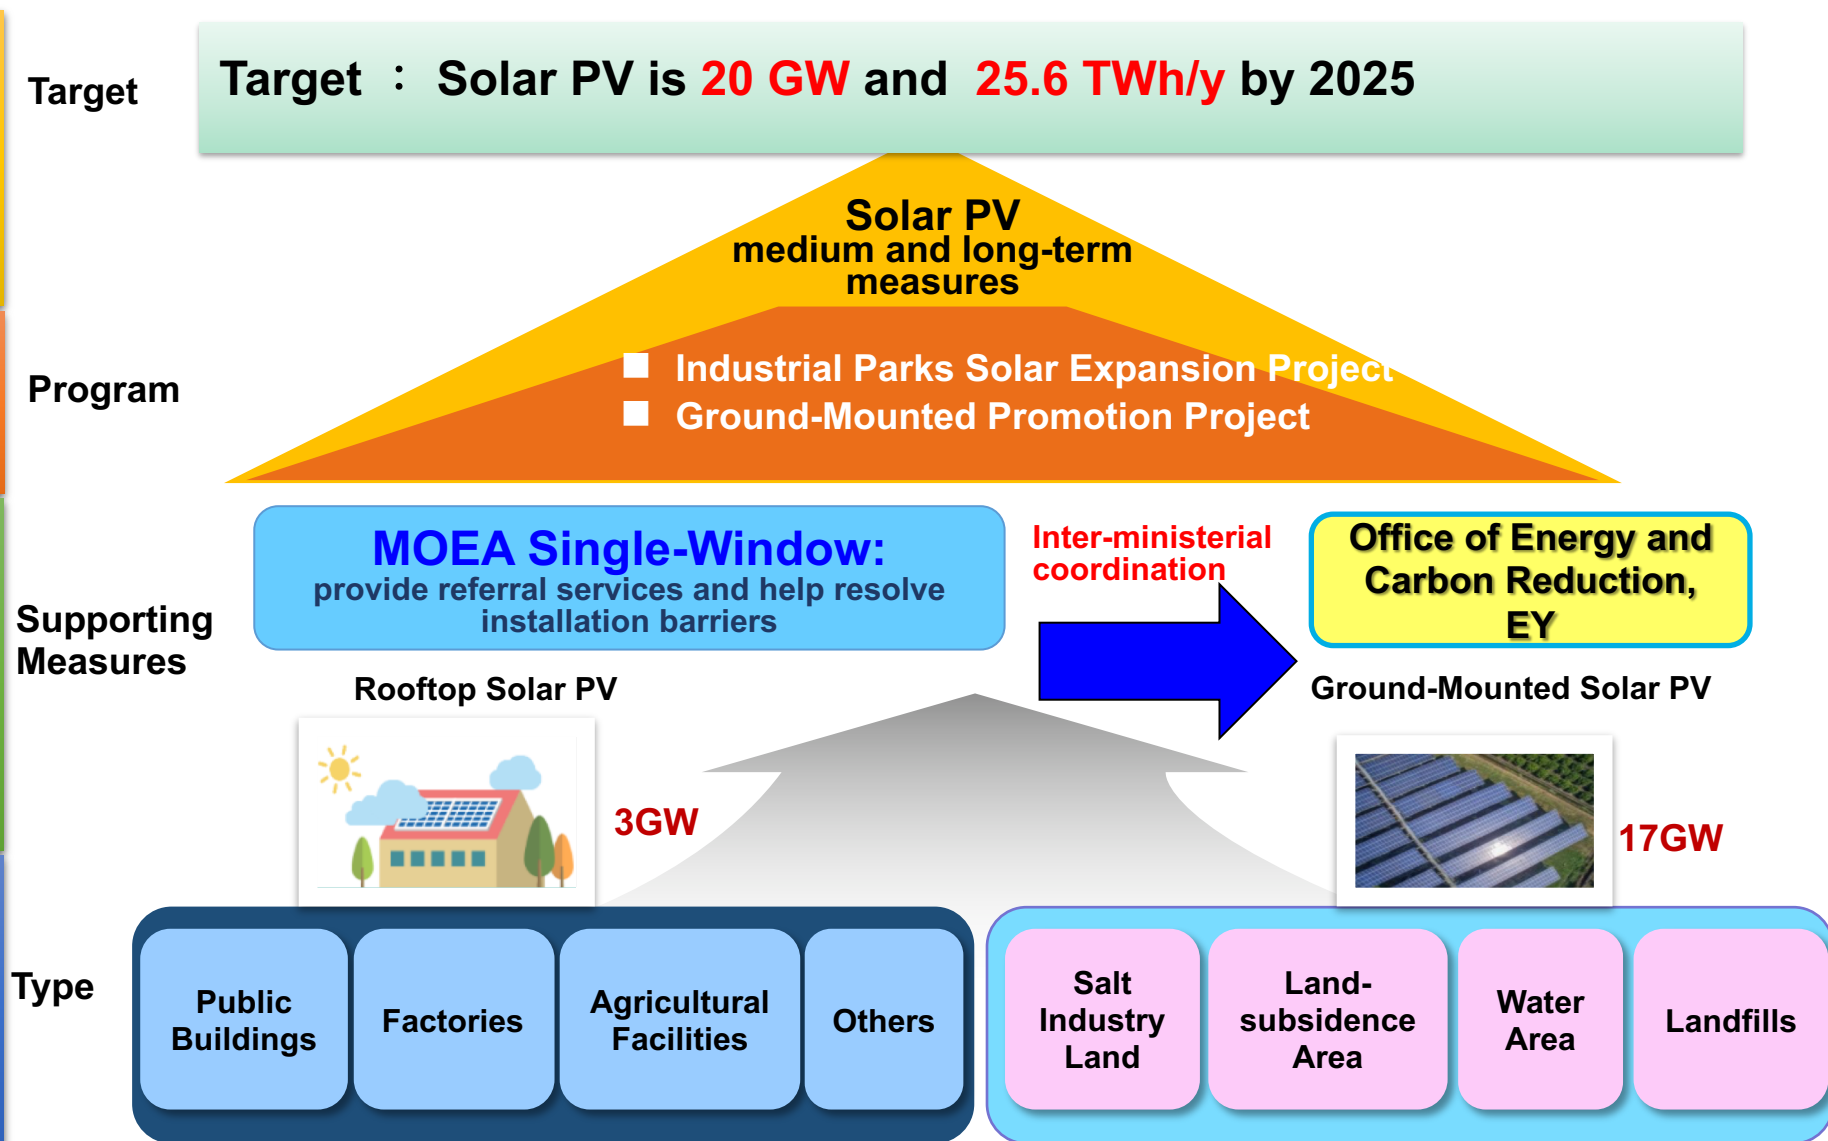 Target
Target ： Solar PV is 20 GW and 25.6 TWh/y by 2025
Solar PV
medium and long-term
measures
Program
■ Industrial Parks Solar Expansion Project
■ Ground-Mounted Promotion Project
Supporting
Measures
MOEA Single-Window:
provide referral services and help resolve
installation barriers
Inter-ministerial
coordination
Office of Energy and
Carbon Reduction,
EY
Rooftop Solar PV
Ground-Mounted Solar PV
3GW
17GW
Type
Public
Buildings
Factories
Agricultural
Facilities
Others
Salt
Industry
Land
Land-
subsidence
Area
Water
Area
Landfills